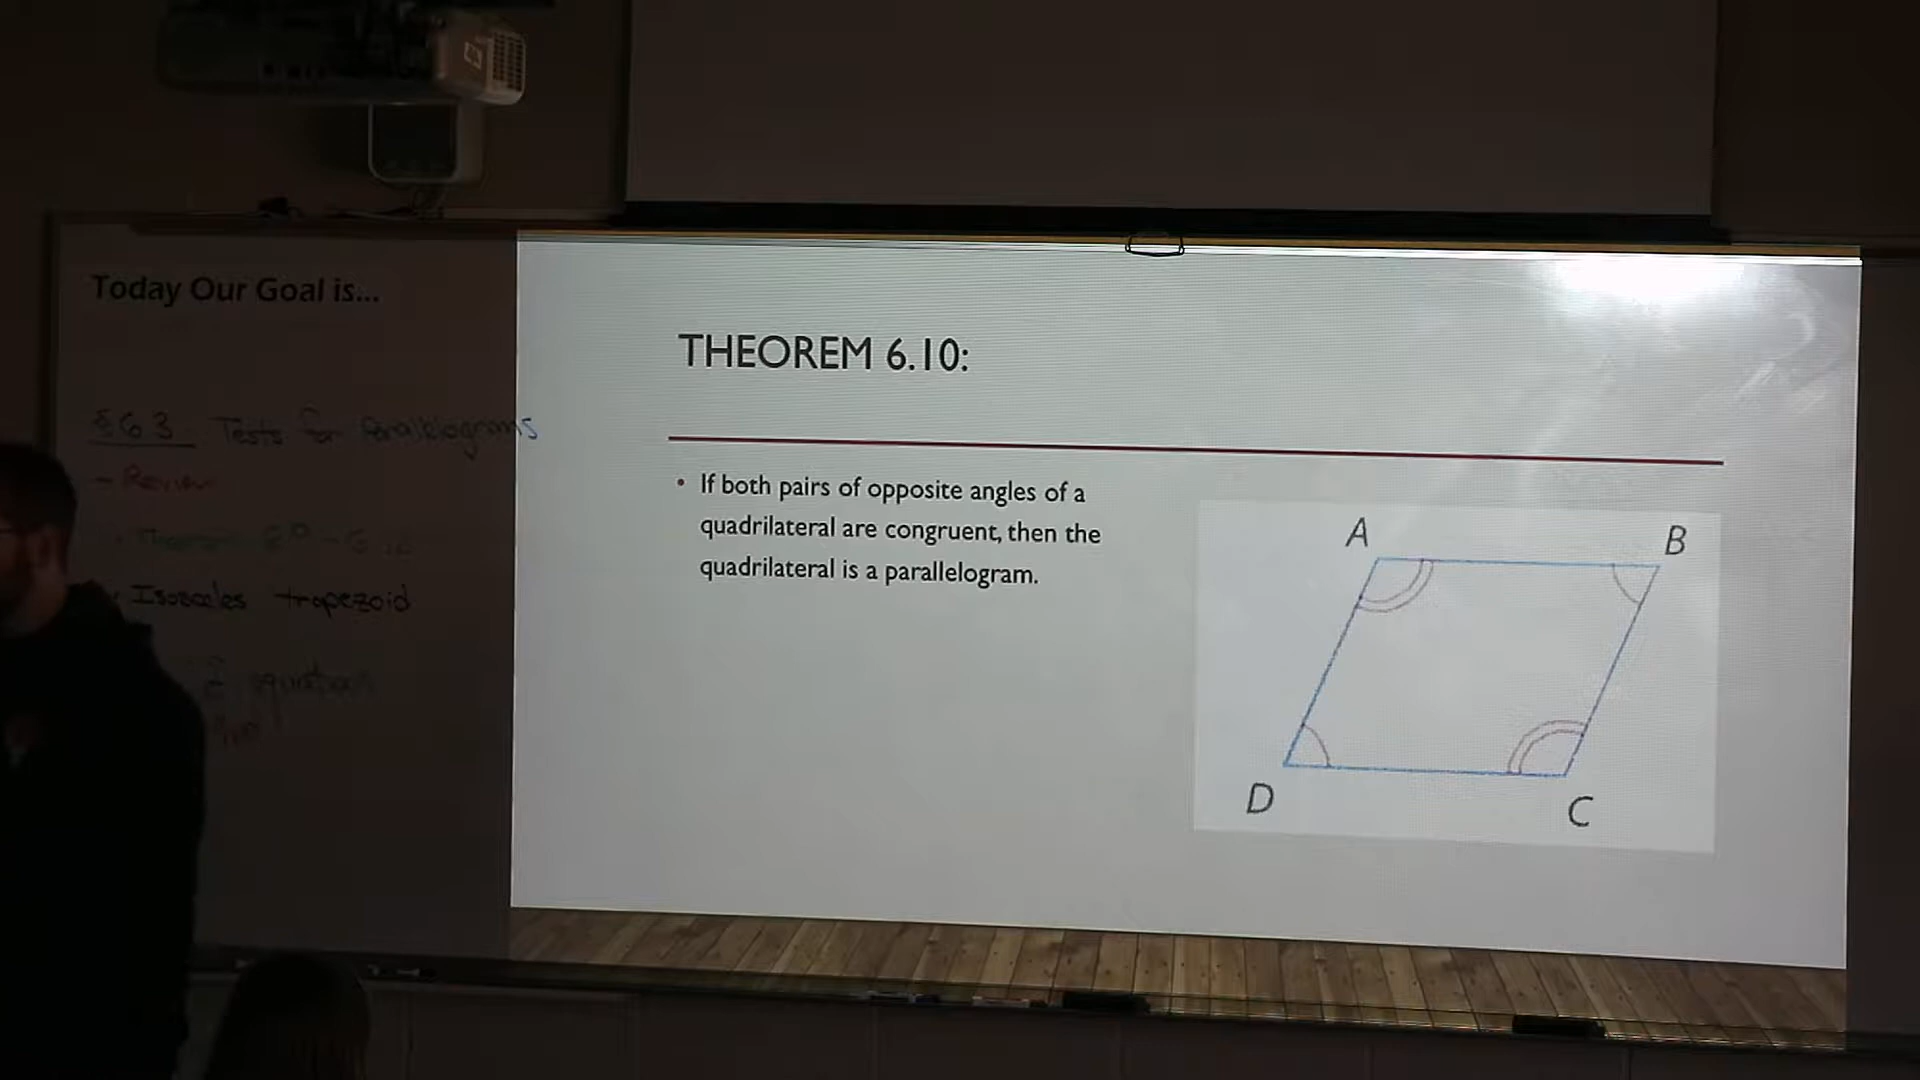 Today Our Goal is...
§6.3 Tests for Parallelograms
- Review
Isosceles trapezoid
equations
THEOREM 6.10:
• If both pairs of opposite angles of a
quadrilateral are congruent, then the
quadrilateral is a parallelogram.
A
B
D
C